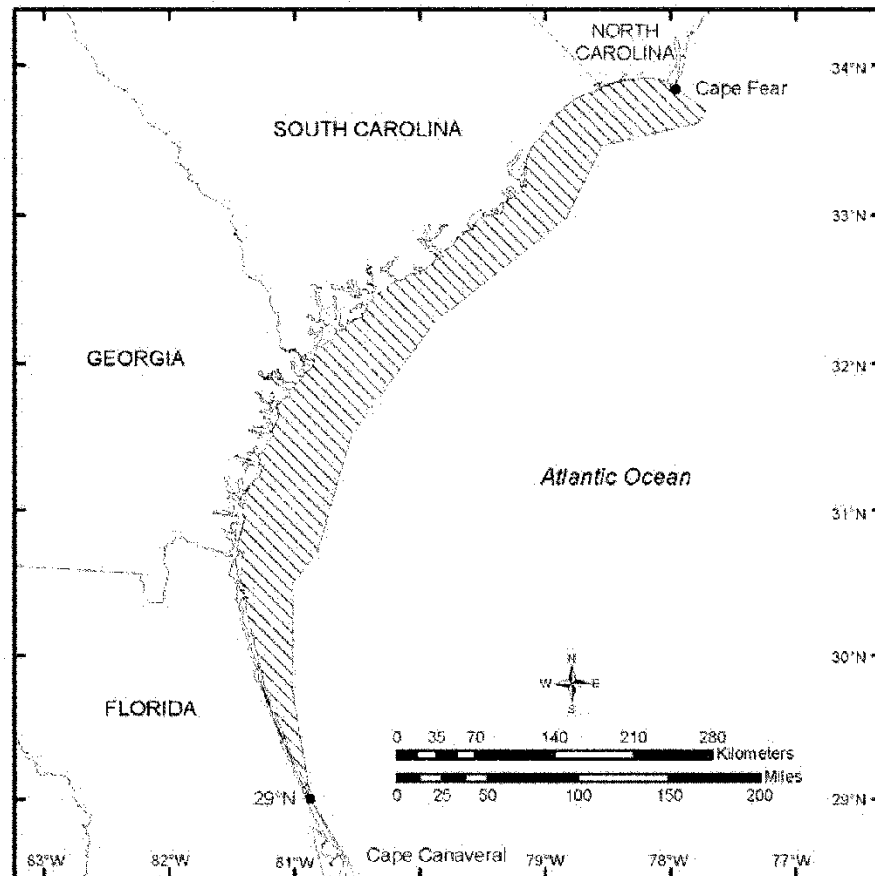 NORTH
CAROLINA
34°N
Cape Fear
SOUTH CAROLINA
33°N
GEORGIA
32°N
Atlantic Ocean
31°N
N
W E
S
30°N
FLORIDA
0 35 70 140 210 280
Kilometers
Miles
0 25 50 100 150 200
29°N
29°N
Cape Canaveral
83°W 82°W 81°W 79°W 78°W 77°W